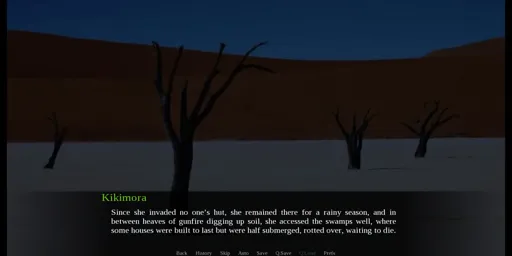 Kikimora
Since she invaded no one's hut, she remained there for a rainy season, and in
between heaves of gunfire digging up soil, she accessed the swamps well, where
some houses were built to last but were half submerged, rotted over, waiting to die.
Back History Skip Auto Save Q.Save Q.Load Prefs